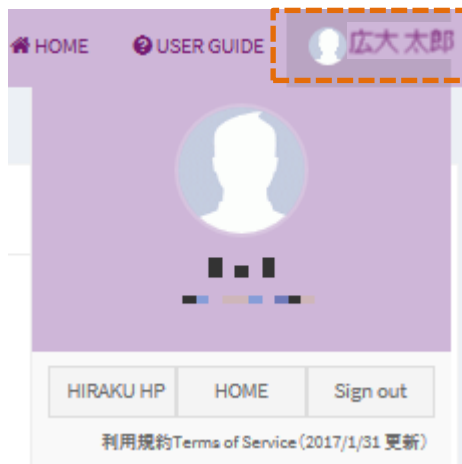 HOME USER GUIDE 広大 太郎
HIRAKU HP HOME Sign out
利用規約Terms of Service(2017/1/31 更新)